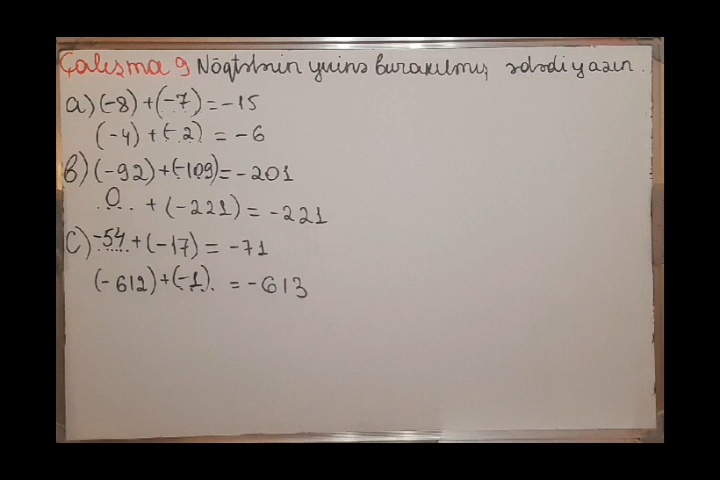 Çalışma 9 Nöqtələrin yerinə buraxılmış ədədi yazın.
a) (-8) + (-7) = -15
(-4) + (-2) = -6
b) (-92) + (-109) = -201
0 + (-221) = -221
c) -54 + (-17) = -71
(-612) + (-1) = -613